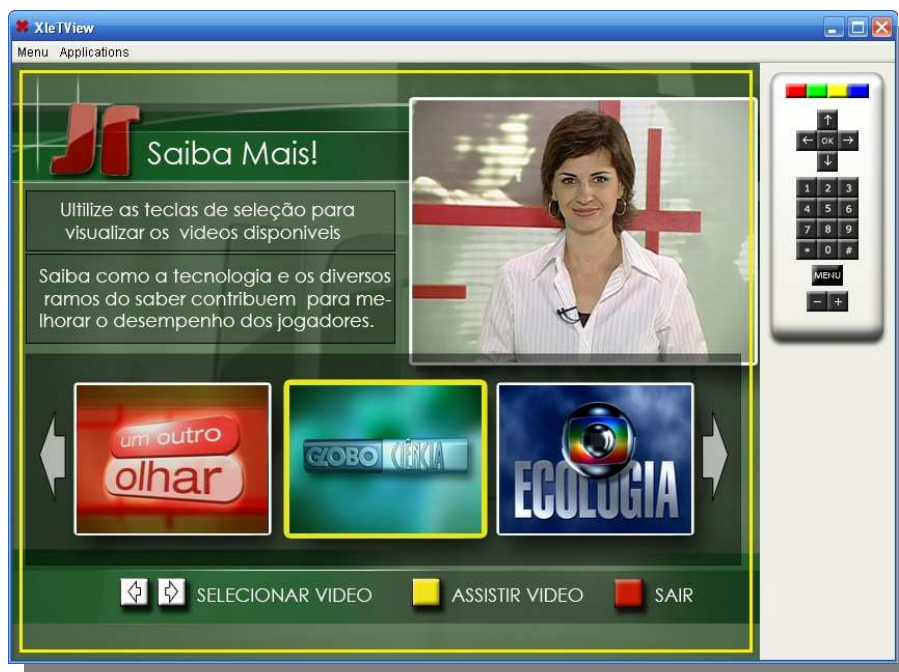 XleTView
Menu Applications
JR
Saiba Mais!
Ultilize as teclas de seleção para
visualizar os videos disponiveis
Saiba como a tecnologia e os diversos
ramos do saber contribuem para me-
lhorar o desempenho dos jogadores.
um outro
olhar
GLOBO CIÊNCIA
ECOLOGIA
SELECIONAR VIDEO
ASSISTIR VIDEO
SAIR
OK
1 2 3
4 5 6
7 8 9
* 0 #
MENU
- +